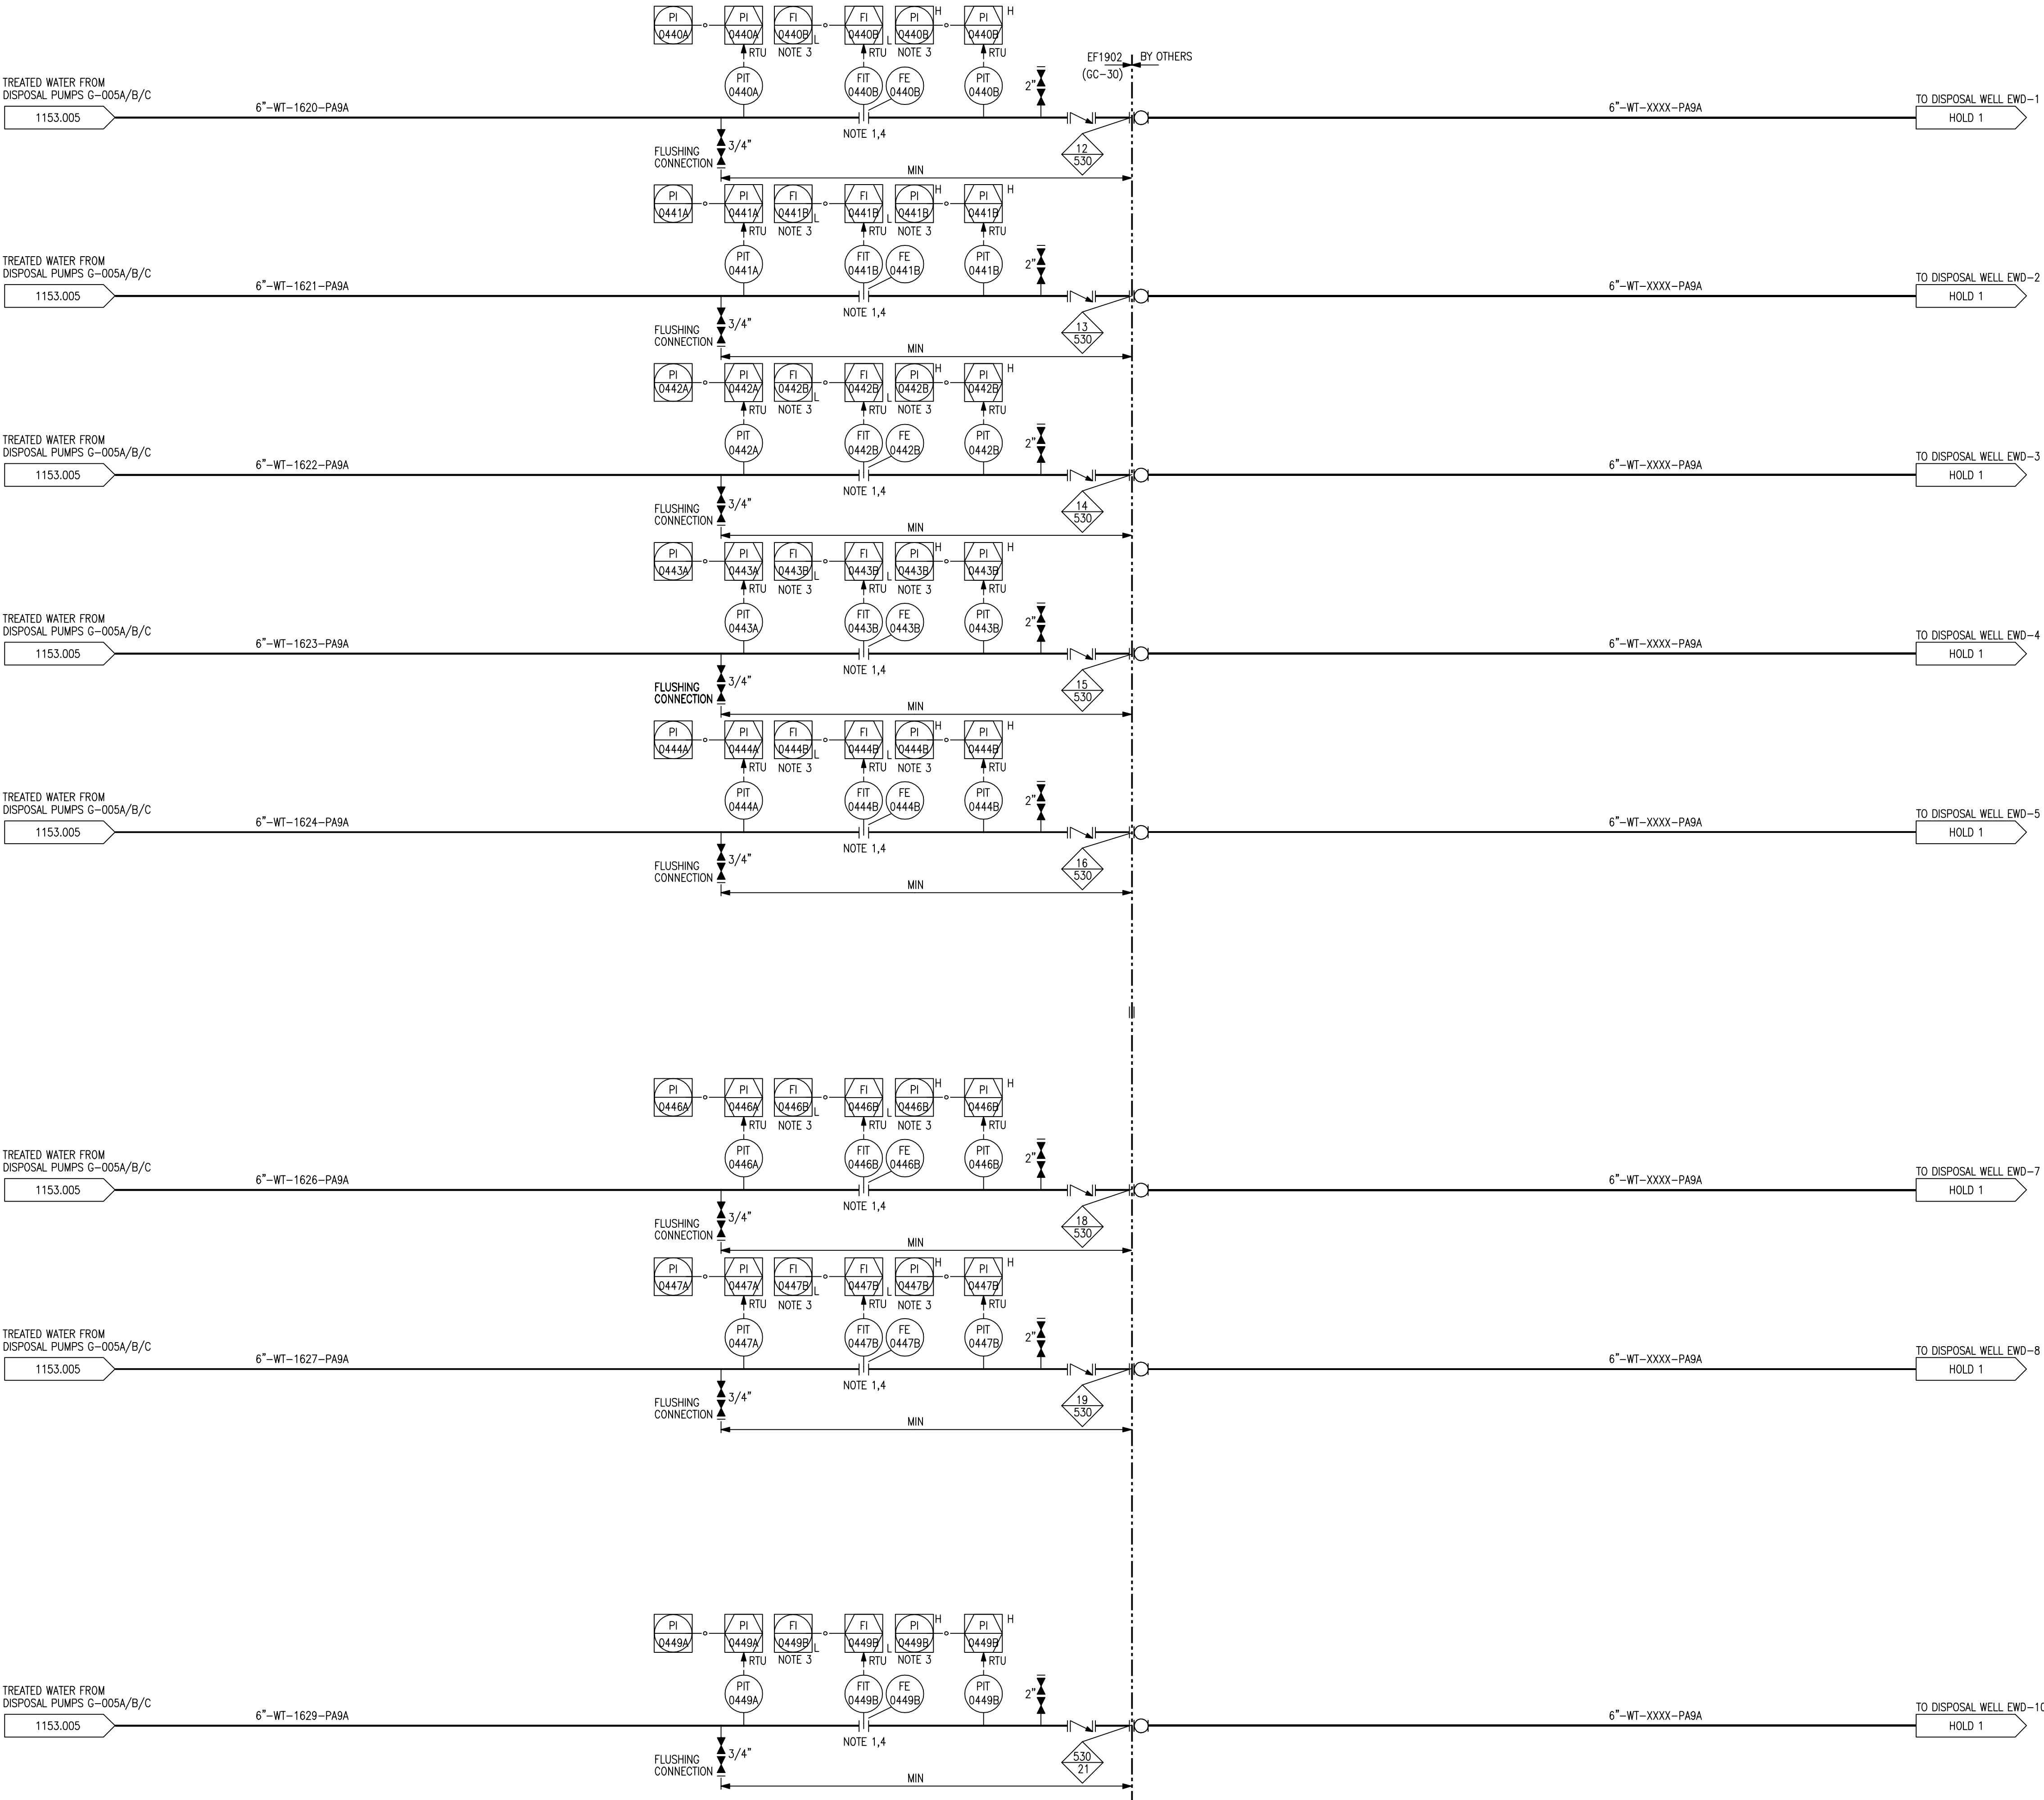 PI PI FI FI PI H PI H
0440A 0440A 0440B L 0440B L 0440B 0440B
RTU NOTE 3 RTU NOTE 3 RTU
EF1902 BY OTHERS
(GC-30)
TREATED WATER FROM
DISPOSAL PUMPS G-005A/B/C
PIT FIT FE PIT 2"
0440A 0440B 0440B 0440B
TO DISPOSAL WELL EWD-1
1153.005 6"-WT-1620-PA9A 6"-WT-XXXX-PA9A HOLD 1
NOTE 1,4
FLUSHING 3/4" 12
CONNECTION 530
MIN
PI PI FI FI PI H PI H
0441A 0441A 0441B L 0441B L 0441B 0441B
RTU NOTE 3 RTU NOTE 3 RTU
TREATED WATER FROM
DISPOSAL PUMPS G-005A/B/C
PIT FIT FE PIT 2"
0441A 0441B 0441B 0441B
TO DISPOSAL WELL EWD-2
1153.005 6"-WT-1621-PA9A 6"-WT-XXXX-PA9A HOLD 1
NOTE 1,4
FLUSHING 3/4" 13
CONNECTION 530
MIN
PI PI FI FI PI H PI H
0442A 0442A 0442B L 0442B L 0442B 0442B
RTU NOTE 3 RTU NOTE 3 RTU
TREATED WATER FROM
DISPOSAL PUMPS G-005A/B/C
PIT FIT FE PIT 2"
0442A 0442B 0442B 0442B
TO DISPOSAL WELL EWD-3
1153.005 6"-WT-1622-PA9A 6"-WT-XXXX-PA9A HOLD 1
NOTE 1,4
FLUSHING 3/4" 14
CONNECTION 530
MIN
PI PI FI FI PI H PI H
0443A 0443A 0443B L 0443B L 0443B 0443B
RTU NOTE 3 RTU NOTE 3 RTU
TREATED WATER FROM
DISPOSAL PUMPS G-005A/B/C
PIT FIT FE PIT 2"
0443A 0443B 0443B 0443B
TO DISPOSAL WELL EWD-4
1153.005 6"-WT-1623-PA9A 6"-WT-XXXX-PA9A HOLD 1
NOTE 1,4
FLUSHING 3/4" 15
CONNECTION 530
MIN
PI PI FI FI PI H PI H
0444A 0444A 0444B L 0444B L 0444B 0444B
RTU NOTE 3 RTU NOTE 3 RTU
TREATED WATER FROM
DISPOSAL PUMPS G-005A/B/C
PIT FIT FE PIT 2"
0444A 0444B 0444B 0444B
TO DISPOSAL WELL EWD-5
1153.005 6"-WT-1624-PA9A 6"-WT-XXXX-PA9A HOLD 1
NOTE 1,4
FLUSHING 3/4" 16
CONNECTION 530
MIN
PI PI FI FI PI H PI H
0446A 0446A 0446B L 0446B L 0446B 0446B
RTU NOTE 3 RTU NOTE 3 RTU
TREATED WATER FROM
DISPOSAL PUMPS G-005A/B/C
PIT FIT FE PIT 2"
0446A 0446B 0446B 0446B
TO DISPOSAL WELL EWD-7
1153.005 6"-WT-1626-PA9A 6"-WT-XXXX-PA9A HOLD 1
NOTE 1,4
FLUSHING 3/4" 18
CONNECTION 530
MIN
PI PI FI FI PI H PI H
0447A 0447A 0447B L 0447B L 0447B 0447B
RTU NOTE 3 RTU NOTE 3 RTU
TREATED WATER FROM
DISPOSAL PUMPS G-005A/B/C
PIT FIT FE PIT 2"
0447A 0447B 0447B 0447B
TO DISPOSAL WELL EWD-8
1153.005 6"-WT-1627-PA9A 6"-WT-XXXX-PA9A HOLD 1
NOTE 1,4
FLUSHING 3/4" 19
CONNECTION 530
MIN
PI PI FI FI PI H PI H
0449A 0449A 0449B L 0449B L 0449B 0449B
RTU NOTE 3 RTU NOTE 3 RTU
TREATED WATER FROM
DISPOSAL PUMPS G-005A/B/C
PIT FIT FE PIT 2"
0449A 0449B 0449B 0449B
TO DISPOSAL WELL EWD-10
1153.005 6"-WT-1629-PA9A 6"-WT-XXXX-PA9A HOLD 1
NOTE 1,4
FLUSHING 3/4" 530
CONNECTION 21
MIN